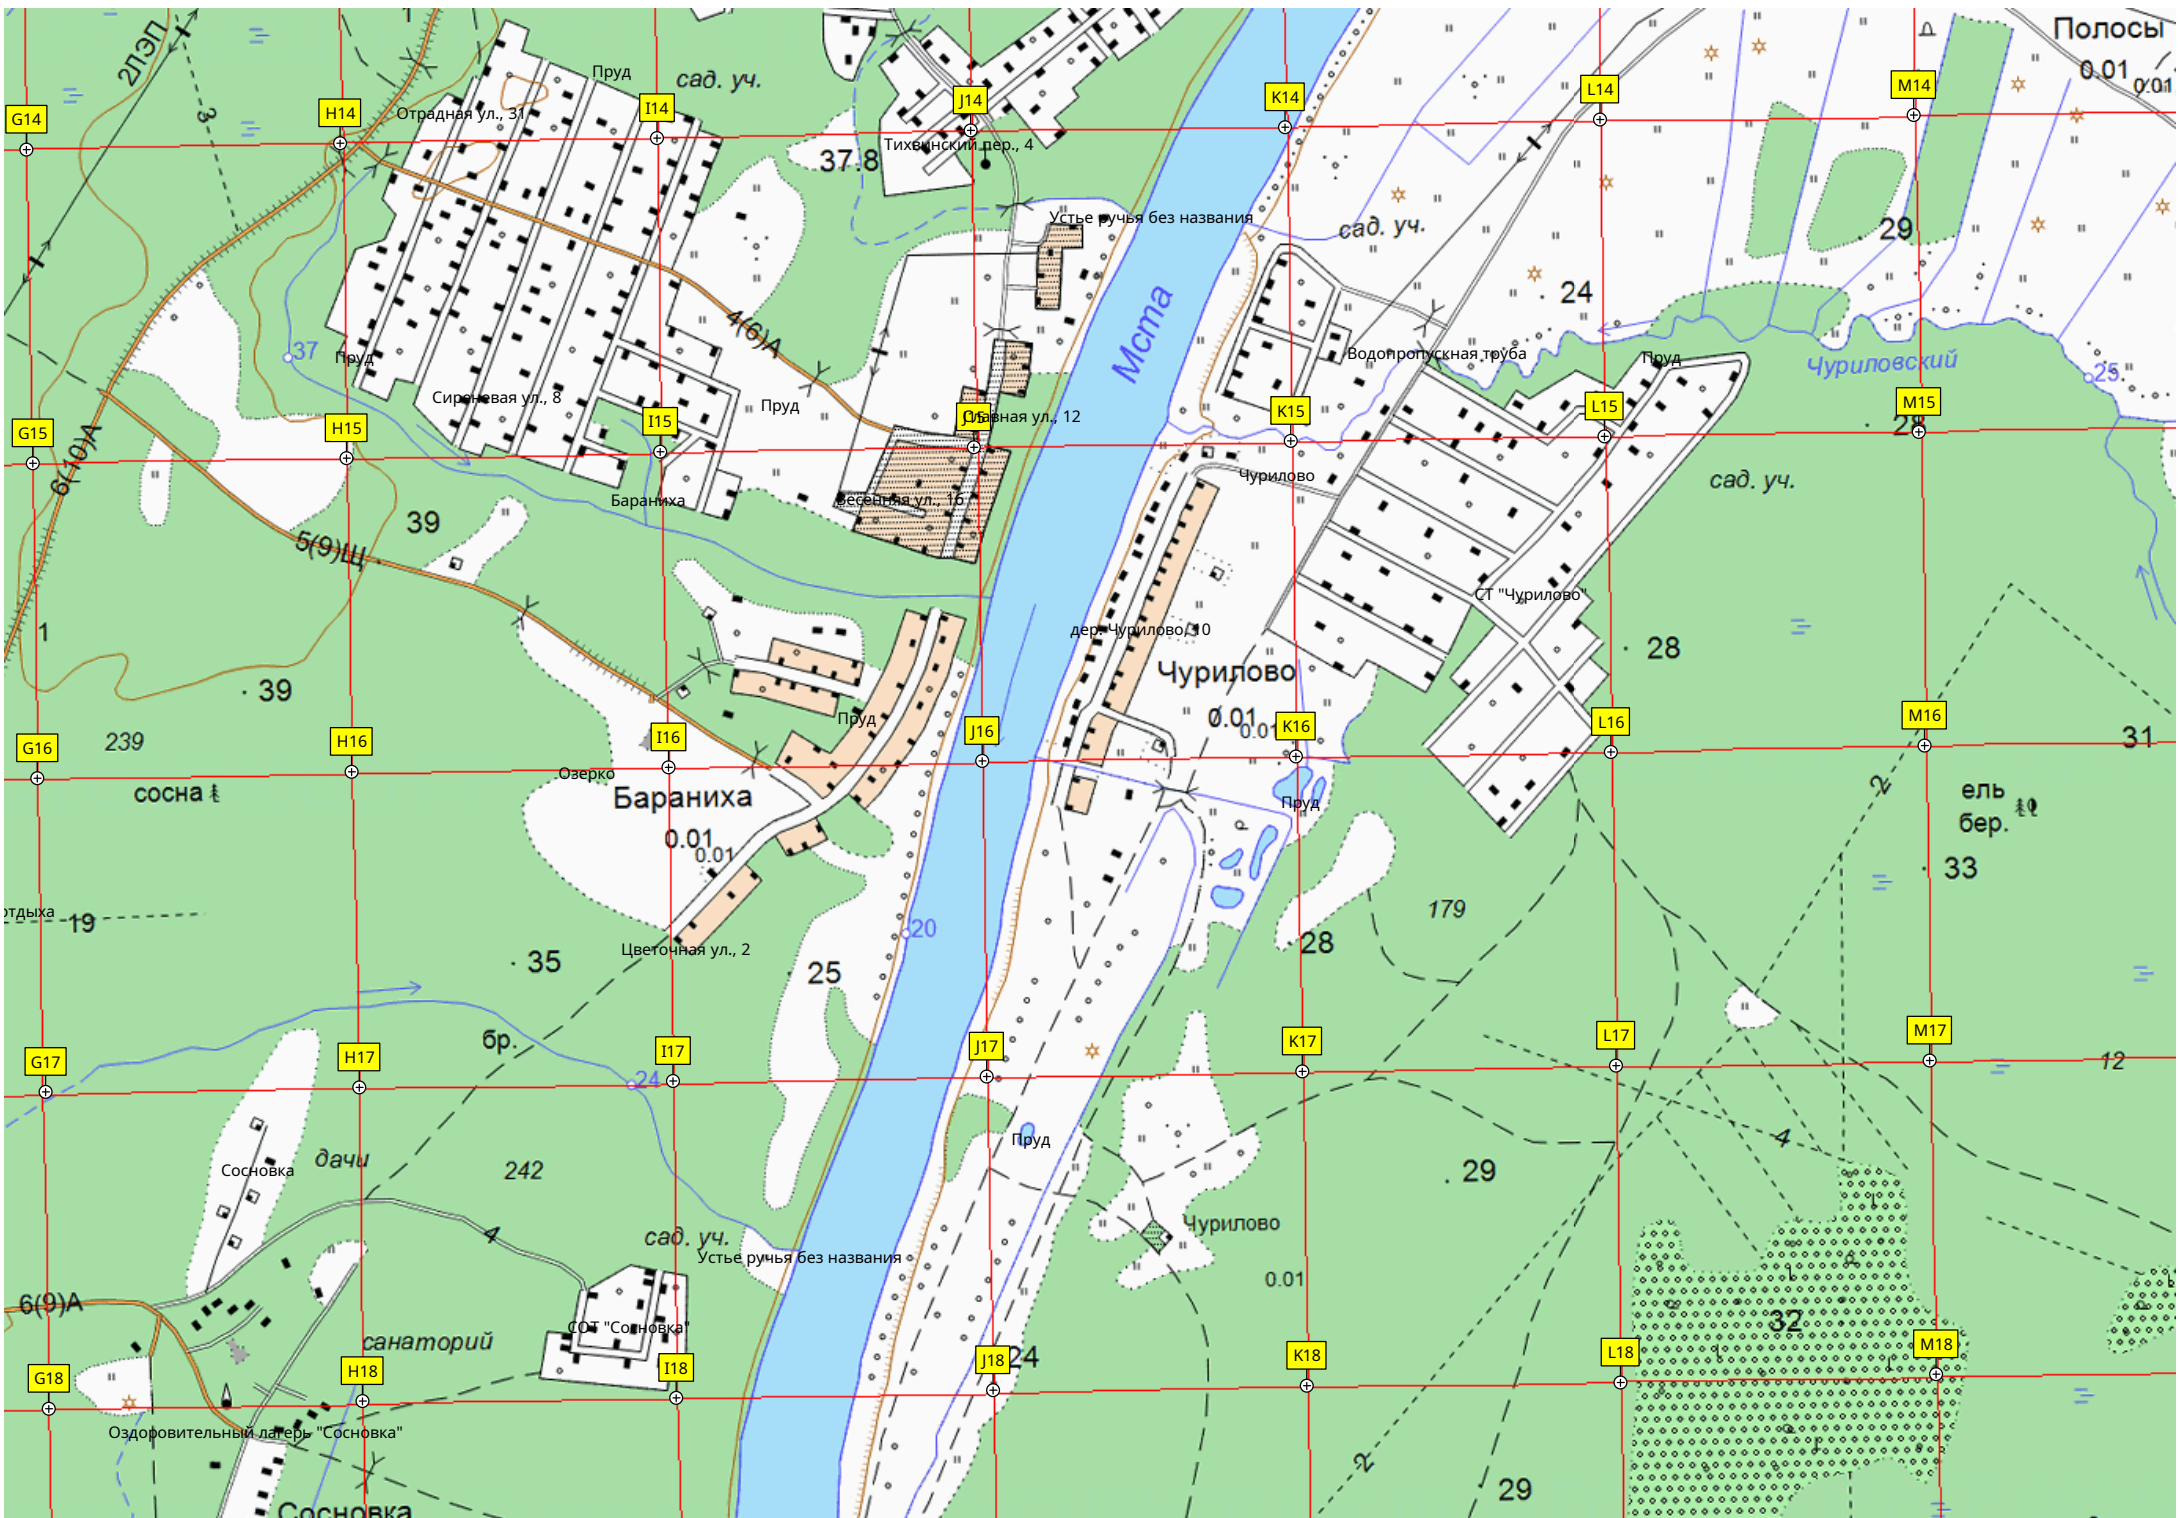 1
Полосы
0.01
0.01
2ЛЭП
3
Пруд
сад. уч.
Отрадная ул., 31
G14
H14
I14
J14
K14
L14
M14
Тихвинский пер., 4
37.8
Устье ручья без названия
сад. уч.
29
24
Мста
4(6)А
37
Пруд
Водопропускная труба
Пруд
Чуриловский
25
Сиреневая ул., 8
Пруд
Главная ул., 12
G15
H15
I15
J15
K15
L15
M15
28
6(10)А
Чурилово
сад. уч.
Бараниха
Весенняя ул., 16
39
5(9)Щ
СТ "Чурилово"
1
дер. Чурилово, 10
28
Чурилово
39
0.01
0.01
Пруд
239
G16
H16
I16
J16
K16
L16
M16
31
Озерко
сосна
Бараниха
0.01
0.01
Пруд
2
ель
бер.
33
отдыха
19
179
20
28
Цветочная ул., 2
35
25
бр.
G17
H17
I17
J17
K17
L17
M17
24
12
Пруд
4
дачи
Сосновка
242
29
4
сад. уч.
Чурилово
Устье ручья без названия
0.01
6(9)А
32
СОТ "Сосновка"
санаторий
G18
H18
I18
J18
24
K18
L18
M18
Оздоровительный лагерь "Сосновка"
2
29
Сосновка